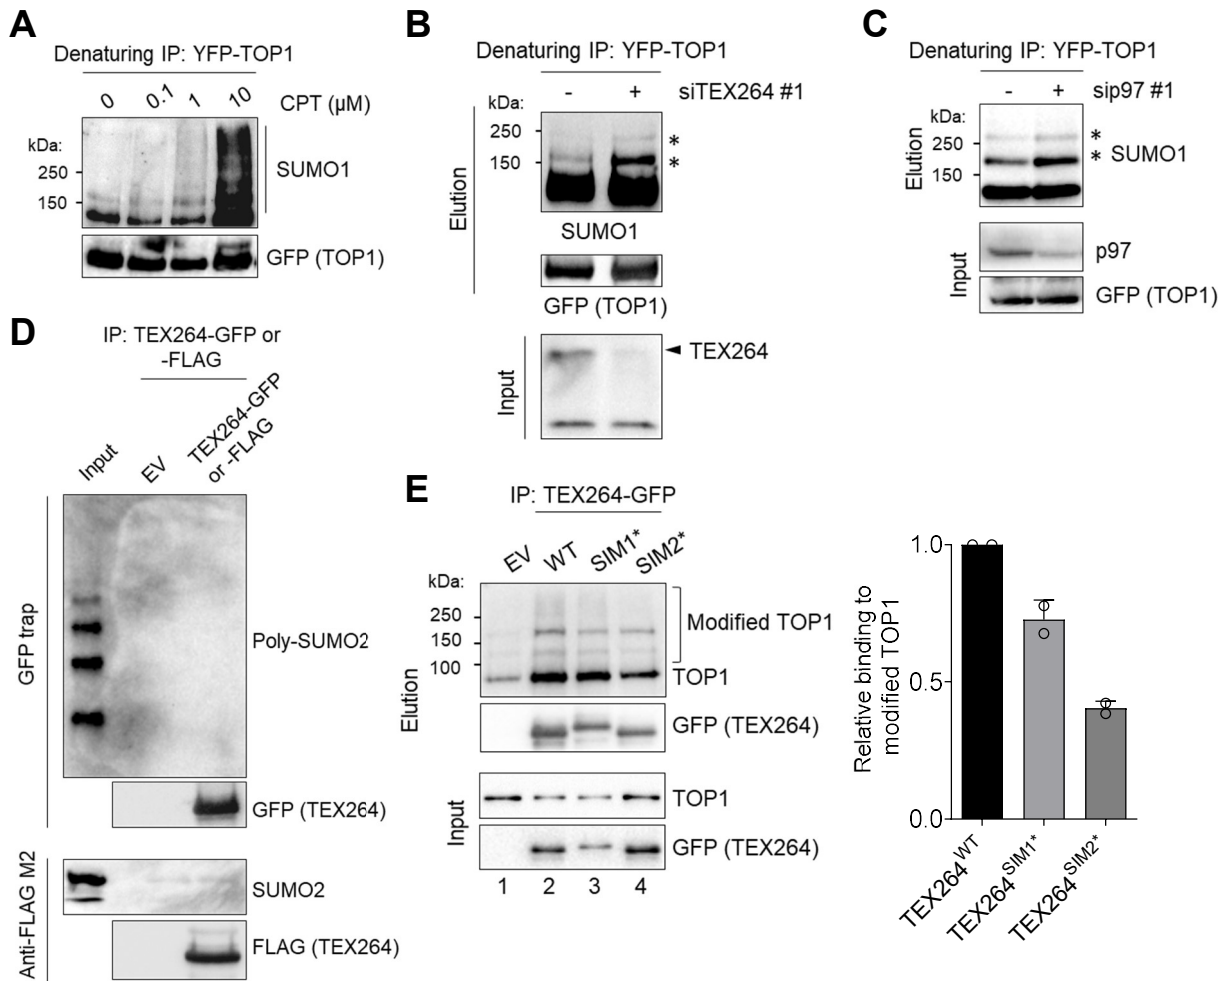 A
Denaturing IP: YFP-TOP1
0 0.1 1 10 CPT (μM)
kDa:
250
150
SUMO1
GFP (TOP1)
B
Denaturing IP: YFP-TOP1
- + siTEX264 #1
kDa:
250
150
*
*
Elution
SUMO1
GFP (TOP1)
Input
TEX264
C
Denaturing IP: YFP-TOP1
- + sip97 #1
kDa:
250
150
Elution
*
* SUMO1
Input
p97
GFP (TOP1)
D
IP: TEX264-GFP or
-FLAG
Input
EV
TEX264-GFP
or -FLAG
GFP trap
Poly-SUMO2
GFP (TEX264)
Anti-FLAG M2
SUMO2
FLAG (TEX264)
E
IP: TEX264-GFP
EV WT SIM1* SIM2*
kDa:
250
150
100
Elution
Modified TOP1
TOP1
GFP (TEX264)
Input
TOP1
GFP (TEX264)
1 2 3 4
Relative binding to
modified TOP1
1.0
0.5
0.0
TEX264WT
TEX264SIM1*
TEX264SIM2*